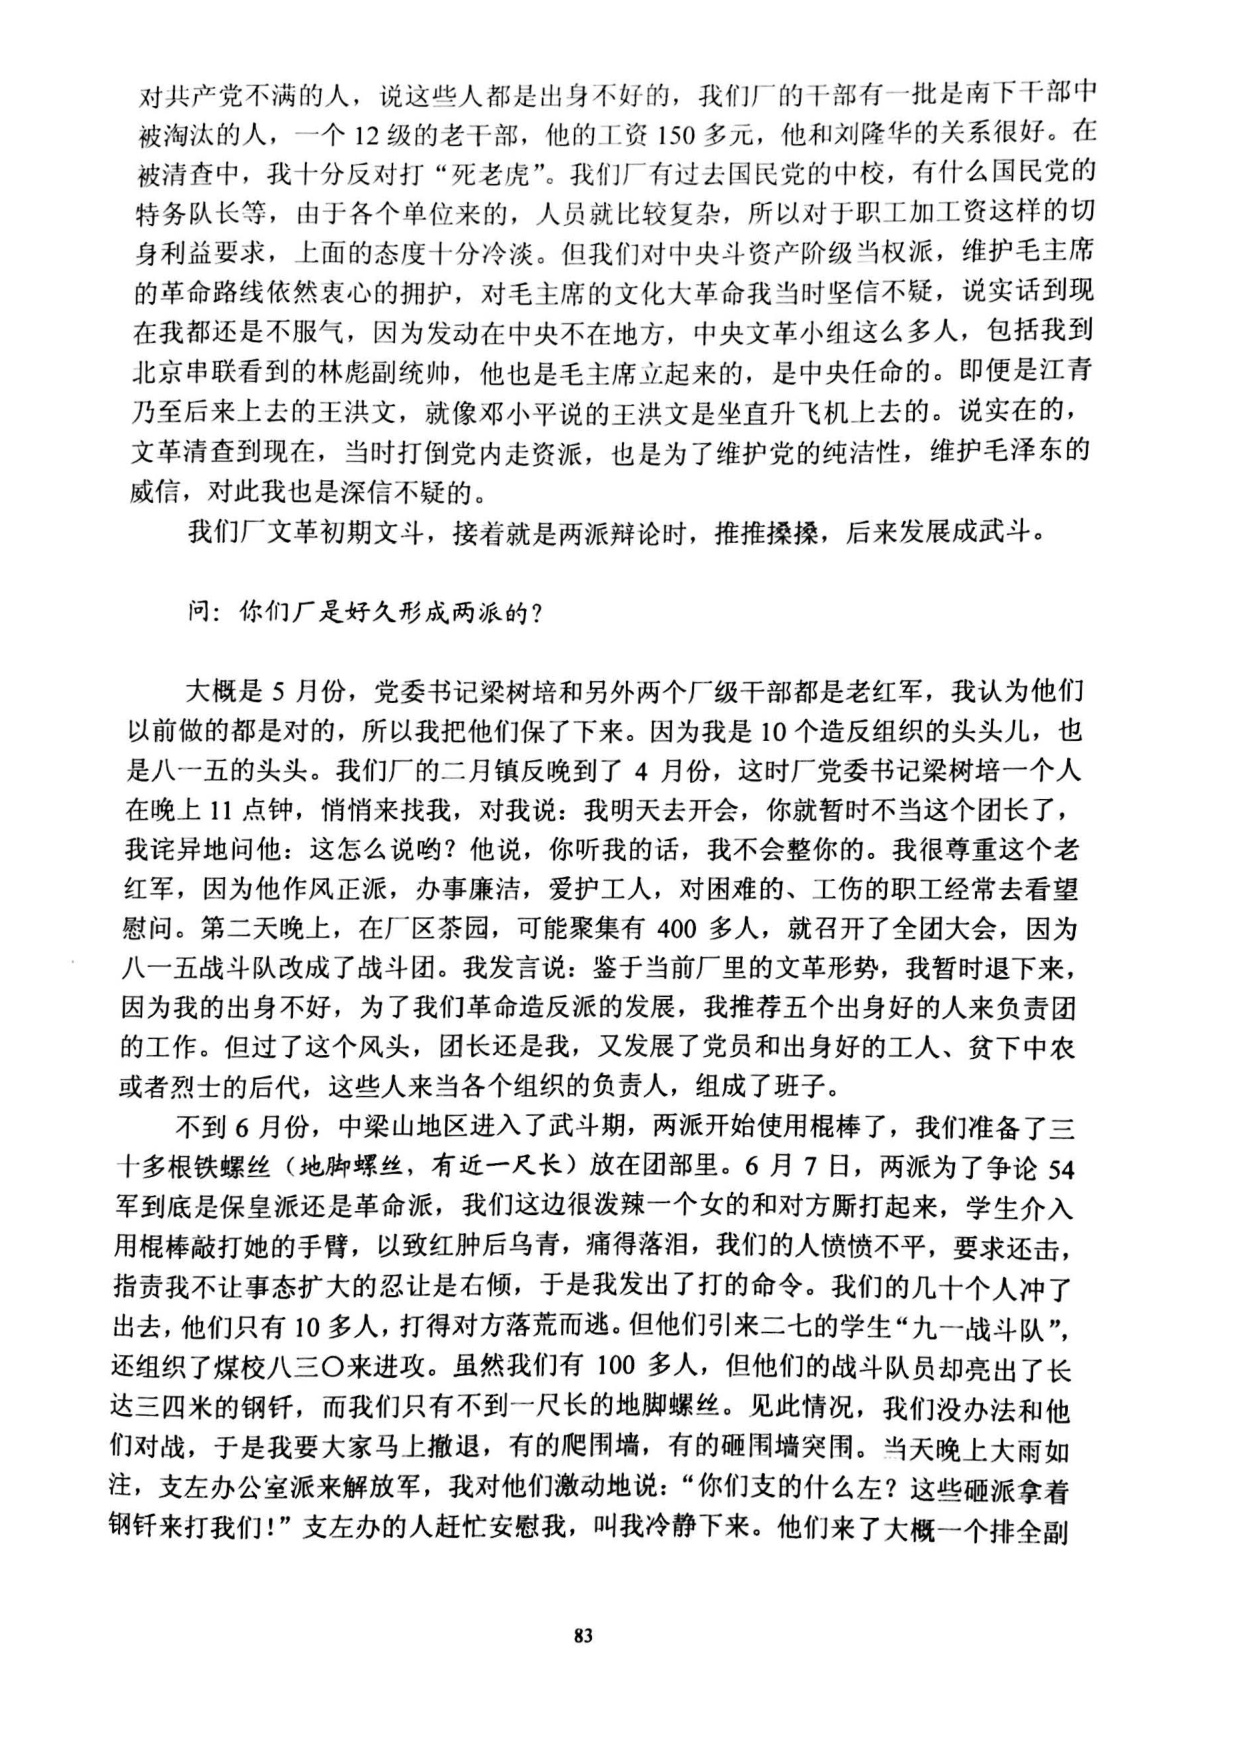 对共产党不满的人，说这些人都是出身不好的，我们厂的干部有一批是南下干部中
被淘汰的人，一个 12 级的老干部，他的工资 150 多元，他和刘隆华的关系很好。在
被清查中，我十分反对打“死老虎”。我们厂有过去国民党的中校，有什么国民党的
特务队长等，由于各个单位来的，人员就比较复杂，所以对于职工加工资这样的切
身利益要求，上面的态度十分冷淡。但我们对中央斗资产阶级当权派，维护毛主席
的革命路线依然衷心的拥护，对毛主席的文化大革命我当时坚信不疑，说实话到现
在我都还是不服气，因为发动在中央不在地方，中央文革小组这么多人，包括我到
北京串联看到的林彪副统帅，他也是毛主席立起来的，是中央任命的。即便是江青
乃至后来上去的王洪文，就像邓小平说的王洪文是坐直升飞机上去的。说实在的，
文革清查到现在，当时打倒党内走资派，也是为了维护党的纯洁性，维护毛泽东的
威信，对此我也是深信不疑的。
我们厂文革初期文斗，接着就是两派辩论时，推推搡搡，后来发展成武斗。
问：你们厂是好久形成两派的？
大概是 5 月份，党委书记梁树培和另外两个厂级干部都是老红军，我认为他们
以前做的都是对的，所以我把他们保了下来。因为我是 10 个造反组织的头头儿，也
是八一五的头头。我们厂的二月镇反晚到了 4 月份，这时厂党委书记梁树培一个人
在晚上 11 点钟，悄悄来找我，对我说：我明天去开会，你就暂时不当这个团长了，
我诧异地问他：这怎么说哟？他说，你听我的话，我不会整你的。我很尊重这个老
红军，因为他作风正派，办事廉洁，爱护工人，对困难的、工伤的职工经常去看望
慰问。第二天晚上，在厂区茶园，可能聚集有 400 多人，就召开了全团大会，因为
八一五战斗队改成了战斗团。我发言说：鉴于当前厂里的文革形势，我暂时退下来，
因为我的出身不好，为了我们革命造反派的发展，我推荐五个出身好的人来负责团
的工作。但过了这个风头，团长还是我，又发展了党员和出身好的工人、贫下中农
或者烈士的后代，这些人来当各个组织的负责人，组成了班子。
不到 6 月份，中梁山地区进入了武斗期，两派开始使用棍棒了，我们准备了三
十多根铁螺丝（地脚螺丝，有近一尺长）放在团部里。6 月 7 日，两派为了争论 54
军到底是保皇派还是革命派，我们这边很泼辣一个女的和对方厮打起来，学生介入
用棍棒敲打她的手臂，以致红肿后乌青，痛得落泪，我们的人愤愤不平，要求还击，
指责我不让事态扩大的忍让是右倾，于是我发出了打的命令。我们的几十个人冲了
出去，他们只有 10 多人，打得对方落荒而逃。但他们引来二七的学生“九一战斗队”，
还组织了煤校八三〇来进攻。虽然我们有 100 多人，但他们的战斗队员却亮出了长
达三四米的钢钎，而我们只有不到一尺长的地脚螺丝。见此情况，我们没办法和他
们对战，于是我要大家马上撤退，有的爬围墙，有的砸围墙突围。当天晚上大雨如
注，支左办公室派来解放军，我对他们激动地说：“你们支的什么左？这些砸派拿着
钢钎来打我们！”支左办的人赶忙安慰我，叫我冷静下来。他们来了大概一个排全副
83